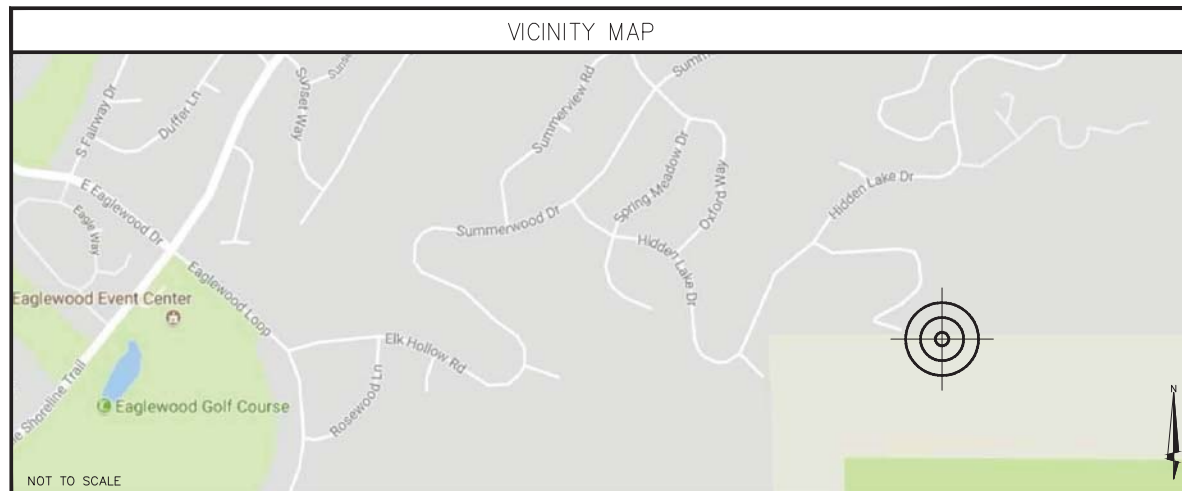 VICINITY MAP
S Fairway Dr
Duffer Ln
Sunset Way
Summerview Rd
E Eaglewood Dr
Eagle Way
Summerwood Dr
Spring Meadow Dr
Oxford Way
Hidden Lake Dr
Hidden Lake Dr
Eaglewood Event Center
Eaglewood Loop
Elk Hollow Rd
Rosewood Ln
Shoreline Trail
Eaglewood Golf Course
N
NOT TO SCALE